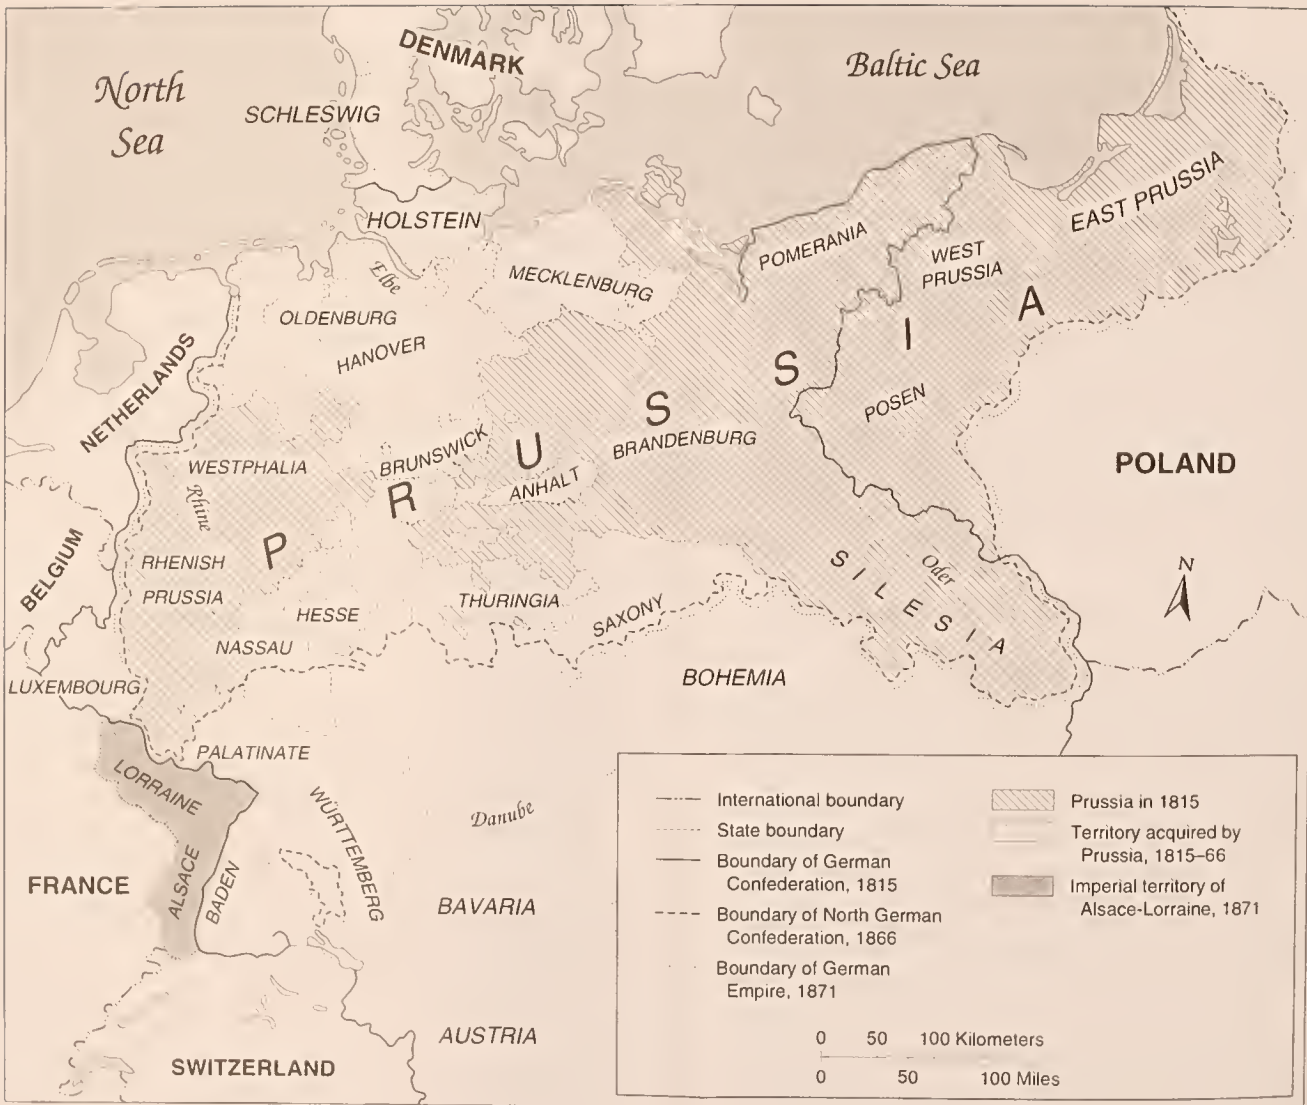 North
Sea
DENMARK
Baltic Sea
SCHLESWIG
HOLSTEIN
EAST PRUSSIA
POMERANIA
WEST
PRUSSIA
MECKLENBURG
Elbe
OLDENBURG
HANOVER
NETHERLANDS
P R U S S I A
POSEN
BRANDENBURG
BRUNSWICK
ANHALT
WESTPHALIA
Rhine
POLAND
BELGIUM
RHENISH
PRUSSIA
HESSE
THURINGIA
SAXONY
SILESIA
Oder
N
NASSAU
LUXEMBOURG
BOHEMIA
PALATINATE
LORRAINE
ALSACE
BADEN
WÜRTTEMBERG
Danube
FRANCE
BAVARIA
AUSTRIA
SWITZERLAND
International boundary
State boundary
Boundary of German
Confederation, 1815
Boundary of North German
Confederation, 1866
Boundary of German
Empire, 1871
Prussia in 1815
Territory acquired by
Prussia, 1815–66
Imperial territory of
Alsace-Lorraine, 1871
0 50 100 Kilometers
0 50 100 Miles